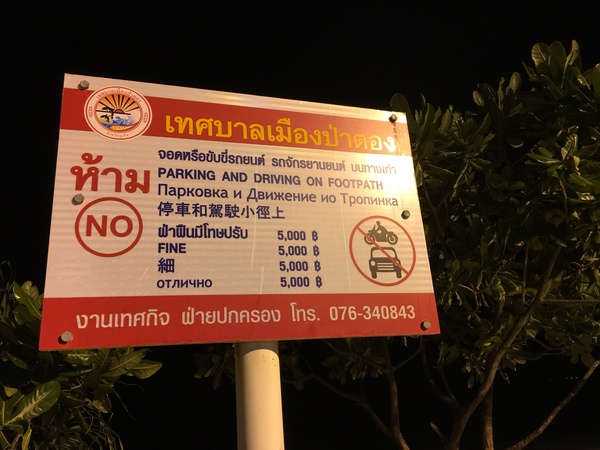 เทศบาลเมืองป่าตอง
ห้าม
NO
จอดหรือขับขี่รถยนต์ รถจักรยานยนต์ บนทางเท้า
PARKING AND DRIVING ON FOOTPATH
Парковка и Движение ио Тропинка
停車和駕駛小徑上
ฝ่าฝืนมีโทษปรับ 5,000 ฿
FINE 5,000 ฿
細 5,000 ฿
отлично 5,000 ฿
งานเทศกิจ ฝ่ายปกครอง โทร. 076-340843